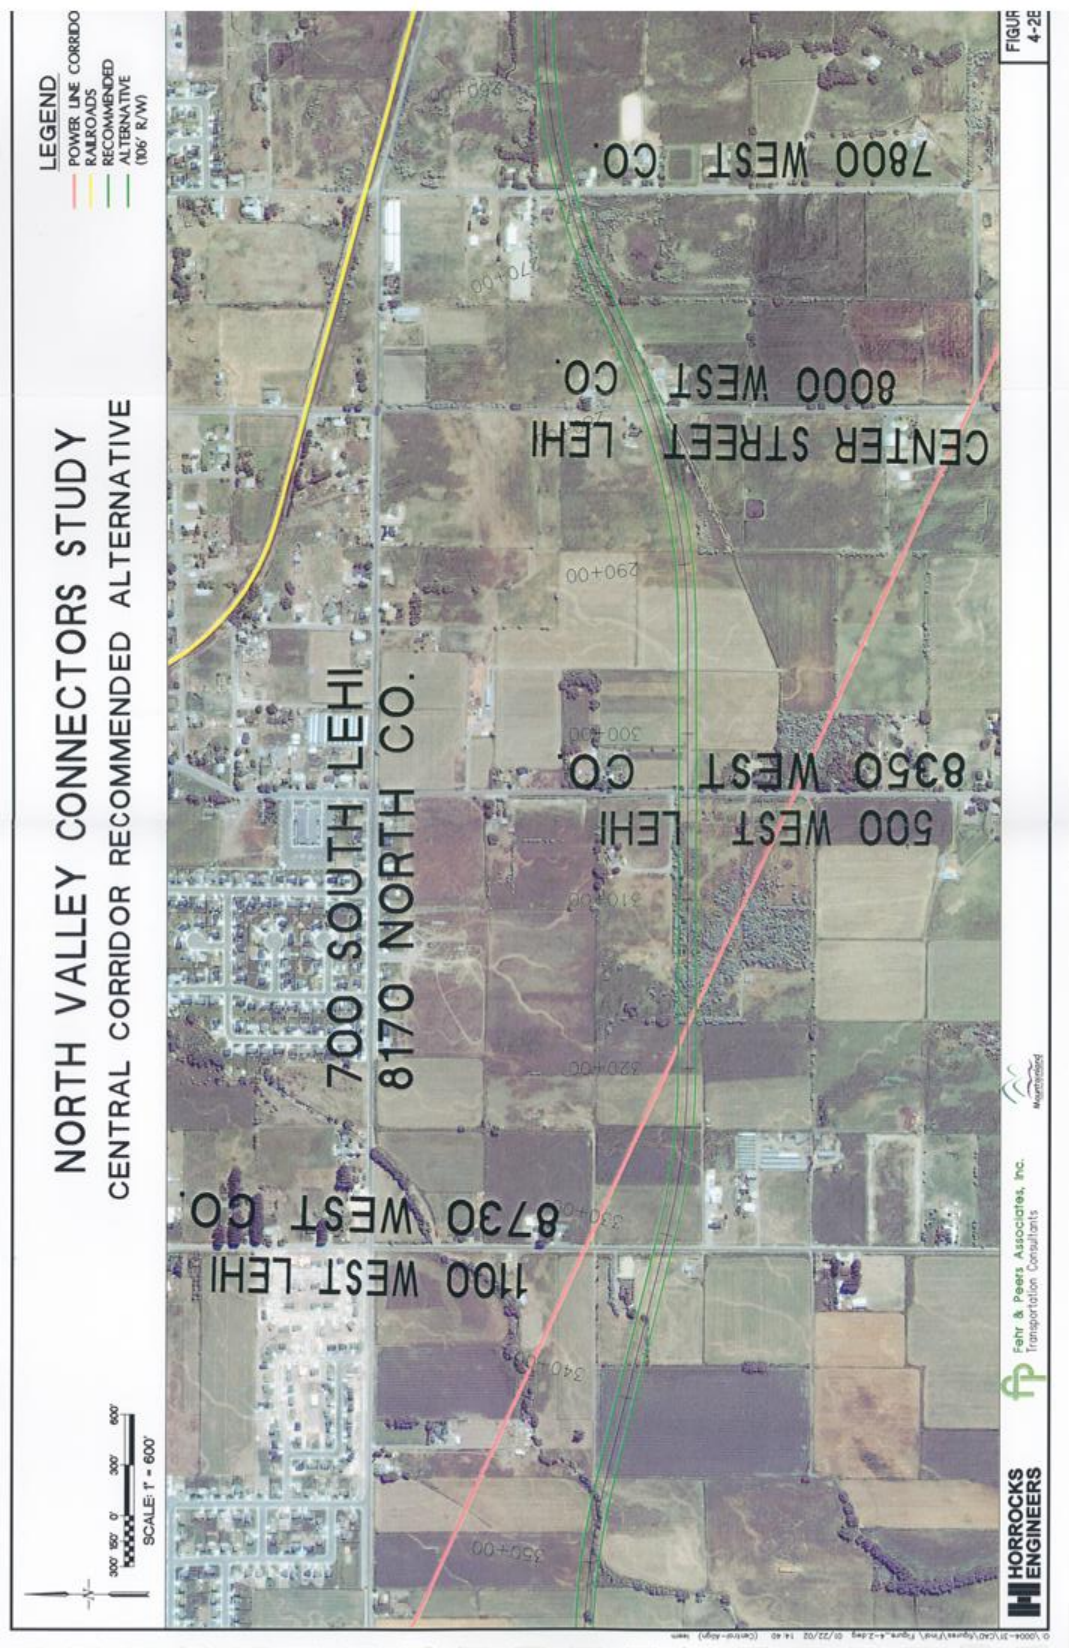 NORTH VALLEY CONNECTORS STUDY
CENTRAL CORRIDOR RECOMMENDED ALTERNATIVE
LEGEND
POWER LINE CORRIDO
RAILROADS
RECOMMENDED
ALTERNATIVE
(106' R/W)
-N-
300' 150' 0' 300' 600'
SCALE: 1" = 600'
700 SOUTH LEHI
8170 NORTH CO.
1100 WEST LEHI
8730 WEST CO.
500 WEST LEHI
8350 WEST CO
CENTER STREET LEHI
8000 WEST CO.
7800 WEST CO.
350+00
340+00
330+00
320+00
310+00
300+00
290+00
270+00
260+00
HORROCKS
ENGINEERS
fp
Fehr & Peers Associates, Inc.
Transportation Consultants
Mountainland
FIGUR
4-2B